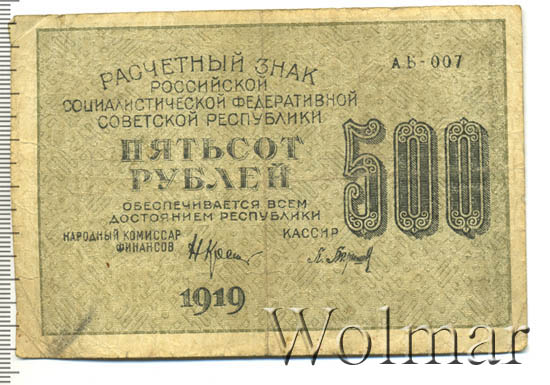 РАСЧЕТНЫЙ ЗНАК
РОССИЙСКОЙ
СОЦИАЛИСТИЧЕСКОЙ ФЕДЕРАТИВНОЙ
СОВЕТСКОЙ РЕСПУБЛИКИ
АБ-007
ПЯТЬСОТ
РУБЛЕЙ
500
ОБЕСПЕЧИВАЕТСЯ ВСЕМ
ДОСТОЯНИЕМ РЕСПУБЛИКИ
НАРОДНЫЙ КОМИССАР
ФИНАНСОВ
КАССИР
1919
Wolmar